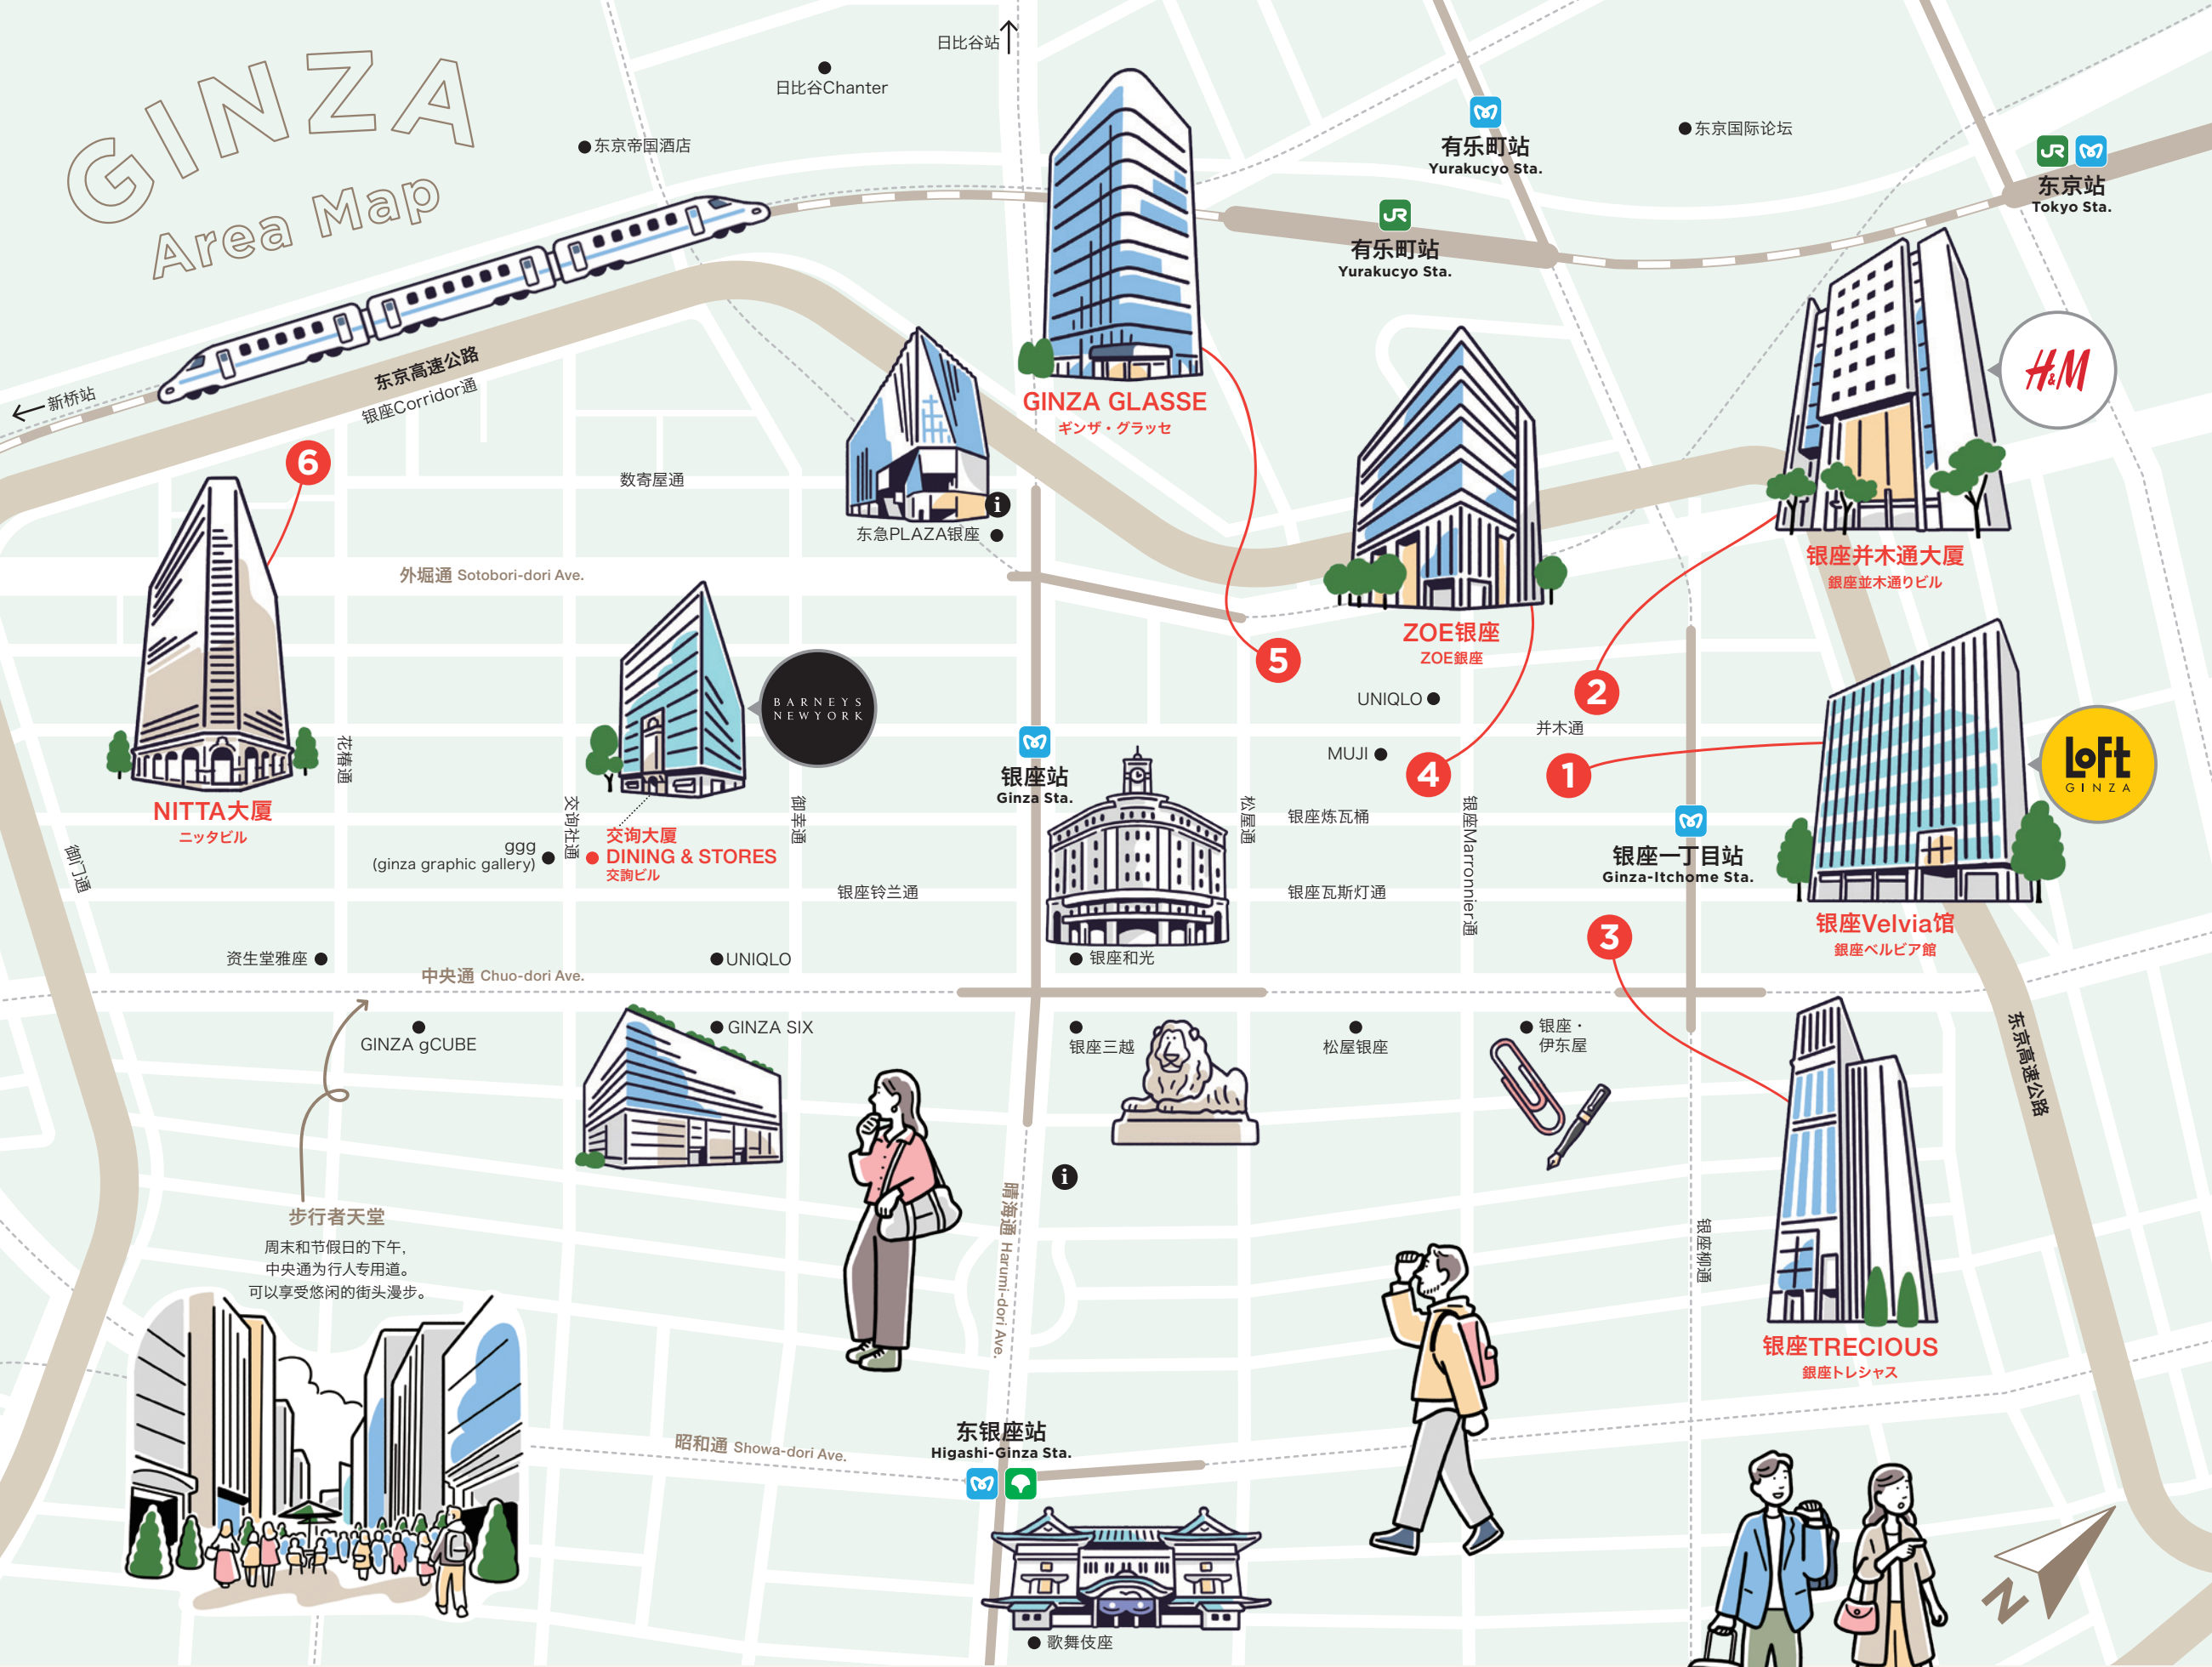 GINZA
Area Map
日比谷站
日比谷Chanter
东京帝国酒店
有乐町站
Yurakucyo Sta.
东京国际论坛
JR
东京站
Tokyo Sta.
JR
有乐町站
Yurakucyo Sta.
新桥站
东京高速公路
银座Corridor通
GINZA GLASSE
ギンザ・グラッセ
H&M
6
数寄屋通
i
东急PLAZA银座
外堀通 Sotobori-dori Ave.
银座并木通大厦
銀座並木通りビル
ZOE银座
ZOE銀座
5
2
UNIQLO
并木通
BARNEYS
NEWYORK
MUJI
4
1
LOFT
GINZA
花椿通
银座站
Ginza Sta.
NITTA大厦
ニッタビル
御门通
交询社通
御幸通
松屋通
银座炼瓦桶
银座Marronnier通
交询大厦
DINING & STORES
交詢ビル
ggg
(ginza graphic gallery)
银座一丁目站
Ginza-Itchome Sta.
银座铃兰通
银座瓦斯灯通
银座Velvia馆
銀座ベルビア館
3
资生堂雅座
UNIQLO
银座和光
中央通 Chuo-dori Ave.
GINZA gCUBE
GINZA SIX
银座三越
松屋银座
银座・
伊东屋
东京高速公路
i
晴海通 Harumi-dori Ave.
步行者天堂
周末和节假日的下午，
中央通为行人专用道。
可以享受悠闲的街头漫步。
银座柳通
银座TRECIOUS
銀座トレシャス
昭和通 Showa-dori Ave.
东银座站
Higashi-Ginza Sta.
歌舞伎座
N